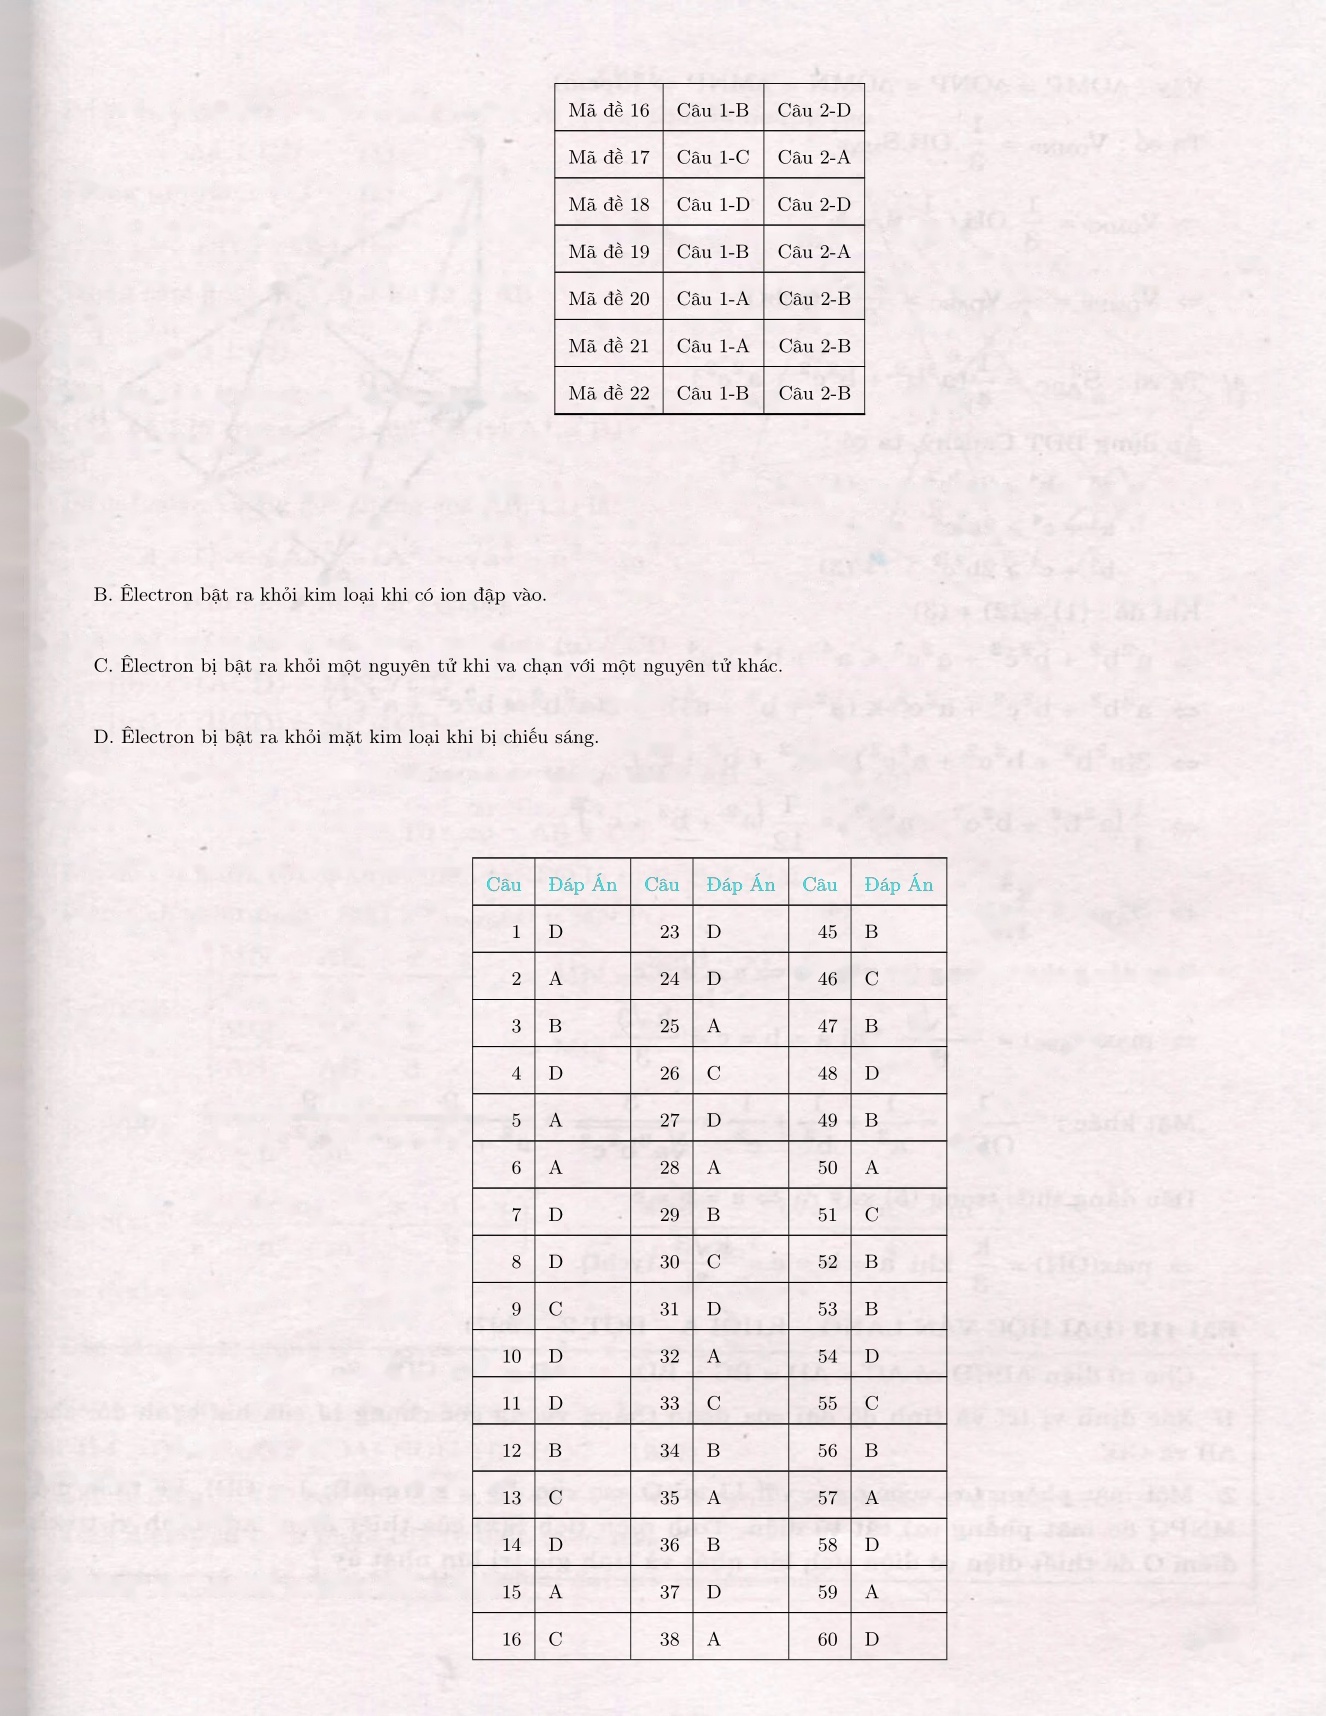 Mã đề 16 Câu 1-B Câu 2-D
Mã đề 17 Câu 1-C Câu 2-A
Mã đề 18 Câu 1-D Câu 2-D
Mã đề 19 Câu 1-B Câu 2-A
Mã đề 20 Câu 1-A Câu 2-B
Mã đề 21 Câu 1-A Câu 2-B
Mã đề 22 Câu 1-B Câu 2-B
B. Êlectron bật ra khỏi kim loại khi có ion đập vào.
C. Êlectron bị bật ra khỏi một nguyên tử khi va chạn với một nguyên tử khác.
D. Êlectron bị bật ra khỏi mặt kim loại khi bị chiếu sáng.
Câu Đáp Án Câu Đáp Án Câu Đáp Án
1 D 23 D 45 B
2 A 24 D 46 C
3 B 25 A 47 B
4 D 26 C 48 D
5 A 27 D 49 B
6 A 28 A 50 A
7 D 29 B 51 C
8 D 30 C 52 B
9 C 31 D 53 B
10 D 32 A 54 D
11 D 33 C 55 C
12 B 34 B 56 B
13 C 35 A 57 A
14 D 36 B 58 D
15 A 37 D 59 A
16 C 38 A 60 D